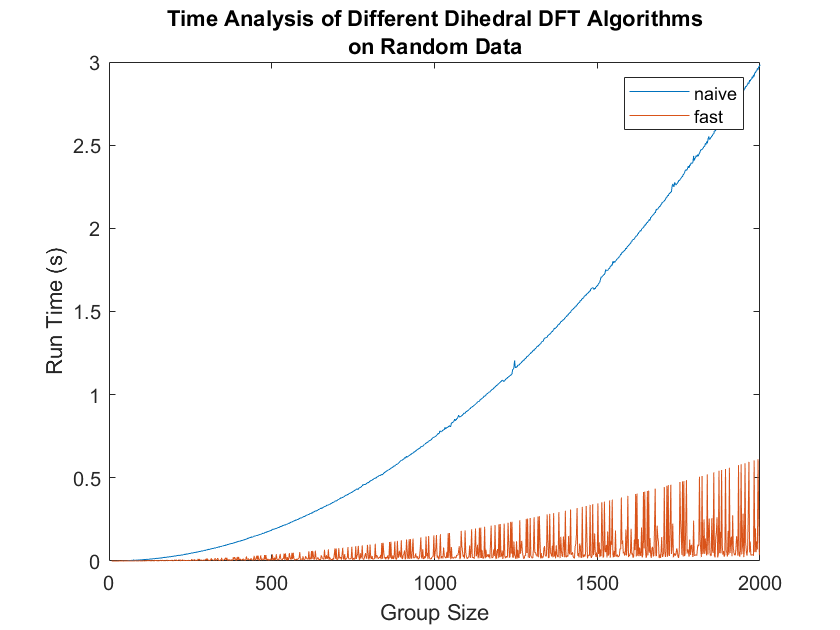 Time Analysis of Different Dihedral DFT Algorithms
on Random Data
naive
fast
3
2.5
2
1.5
1
0.5
0
Run Time (s)
0 500 1000 1500 2000
Group Size